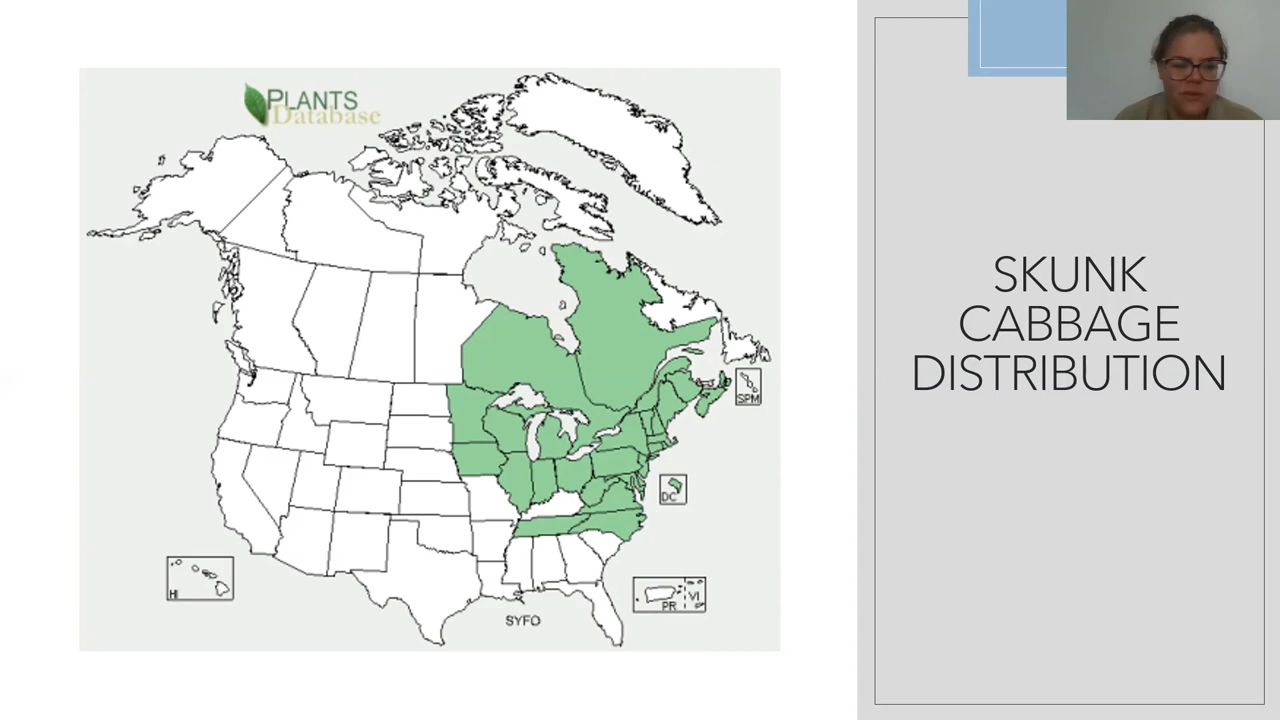 PLANTS
Database
SPM
DC
HI
PR
VI
SYFO
SKUNK
CABBAGE
DISTRIBUTION